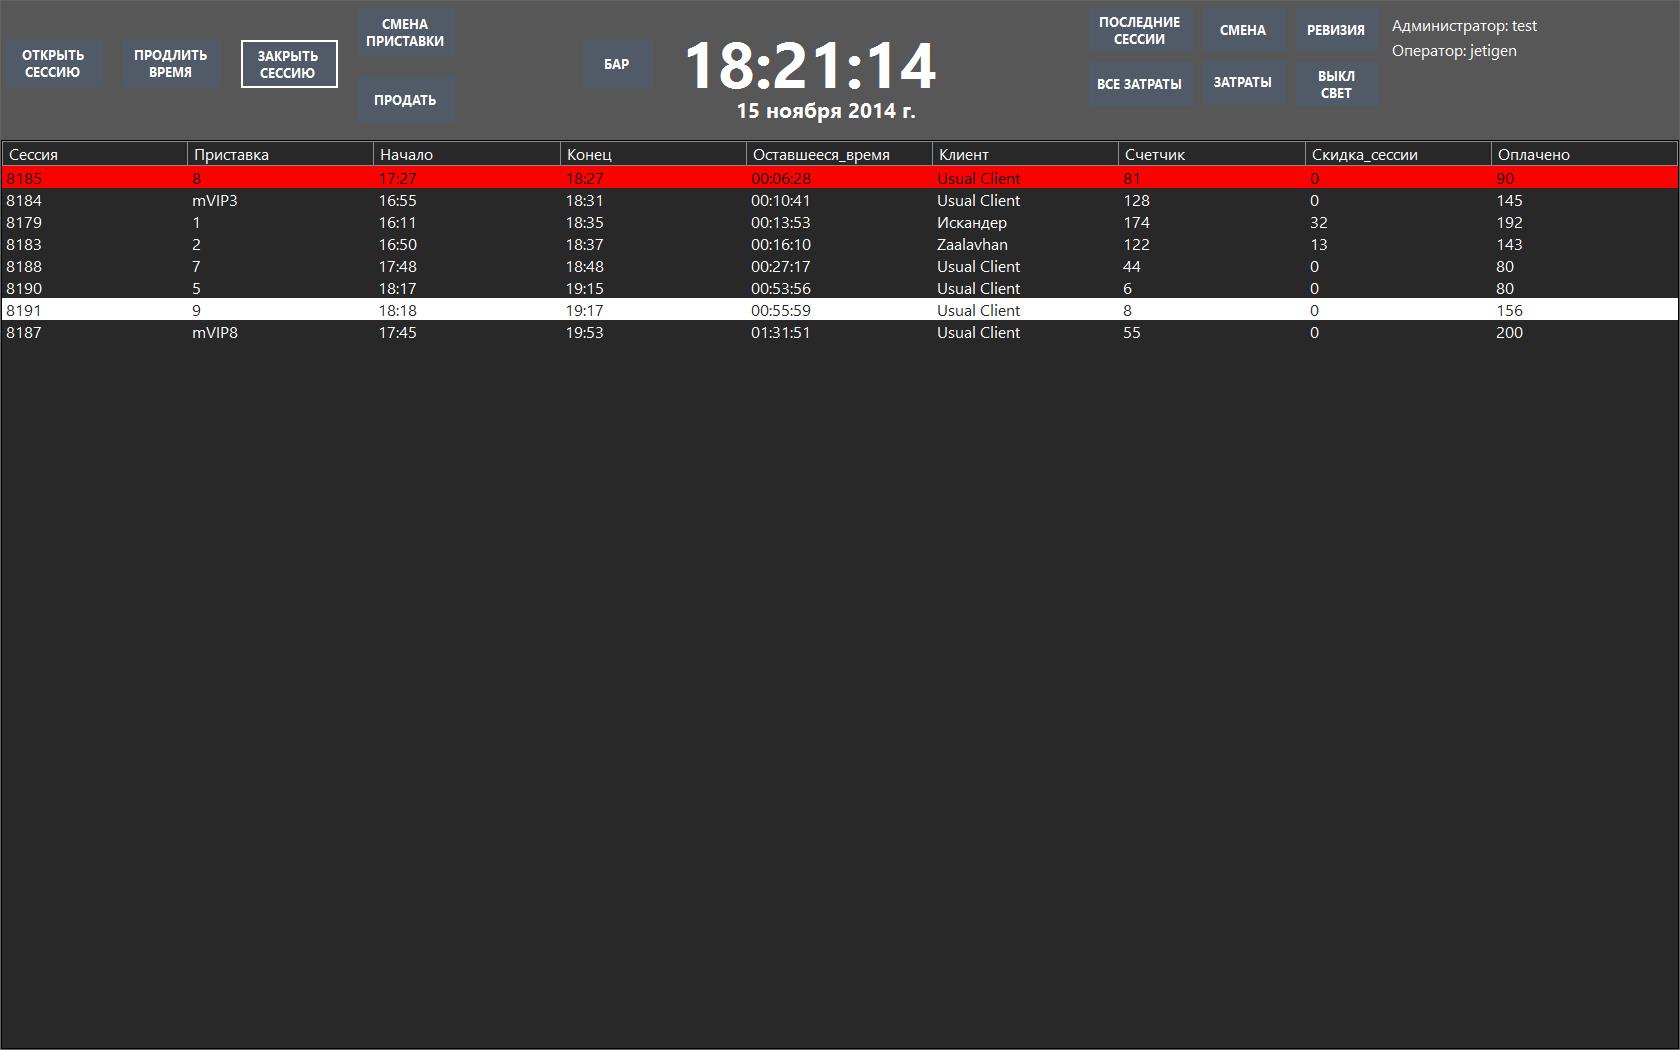 ОТКРЫТЬ
СЕССИЮ
ПРОДЛИТЬ
ВРЕМЯ
ЗАКРЫТЬ
СЕССИЮ
СМЕНА
ПРИСТАВКИ
ПРОДАТЬ
БАР
18:21:14
15 ноября 2014 г.
ПОСЛЕДНИЕ
СЕССИИ
СМЕНА
РЕВИЗИЯ
ВСЕ ЗАТРАТЫ
ЗАТРАТЫ
ВЫКЛ
СВЕТ
Администратор: test
Оператор: jetigen
Сессия Приставка Начало Конец Оставшееся_время Клиент Счетчик Скидка_сессии Оплачено
8185 8 17:27 18:27 00:06:28 Usual Client 81 0 90
8184 mVIP3 16:55 18:31 00:10:41 Usual Client 128 0 145
8179 1 16:11 18:35 00:13:53 Искандер 174 32 192
8183 2 16:50 18:37 00:16:10 Zaalavhan 122 13 143
8188 7 17:48 18:48 00:27:17 Usual Client 44 0 80
8190 5 18:17 19:15 00:53:56 Usual Client 6 0 80
8191 9 18:18 19:17 00:55:59 Usual Client 8 0 156
8187 mVIP8 17:45 19:53 01:31:51 Usual Client 55 0 200